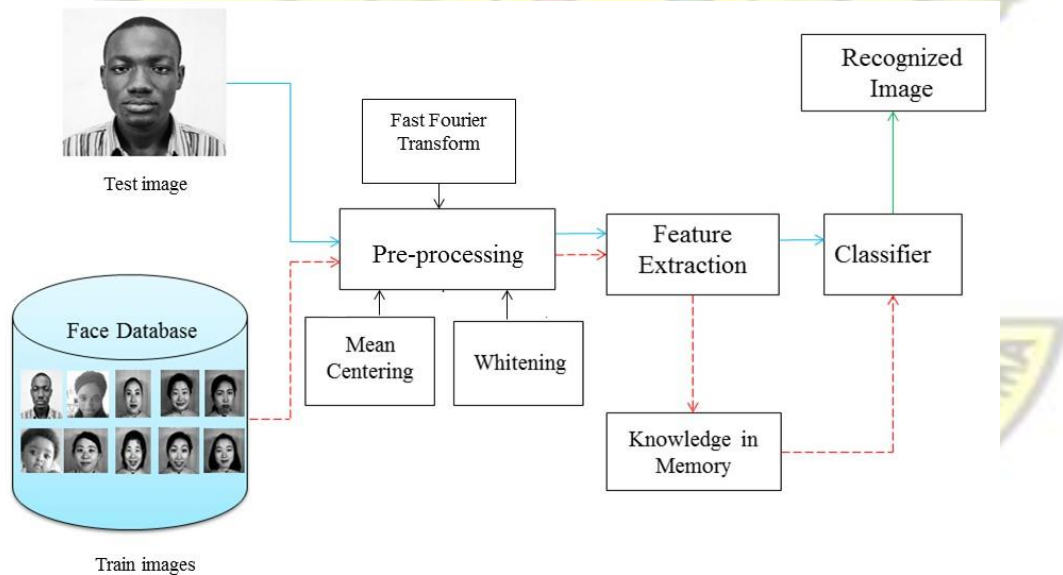 Test image
Fast Fourier
Transform
Recognized
Image
Pre-processing
Feature
Extraction
Classifier
Face Database
Mean
Centering
Whitening
Knowledge in
Memory
Train images